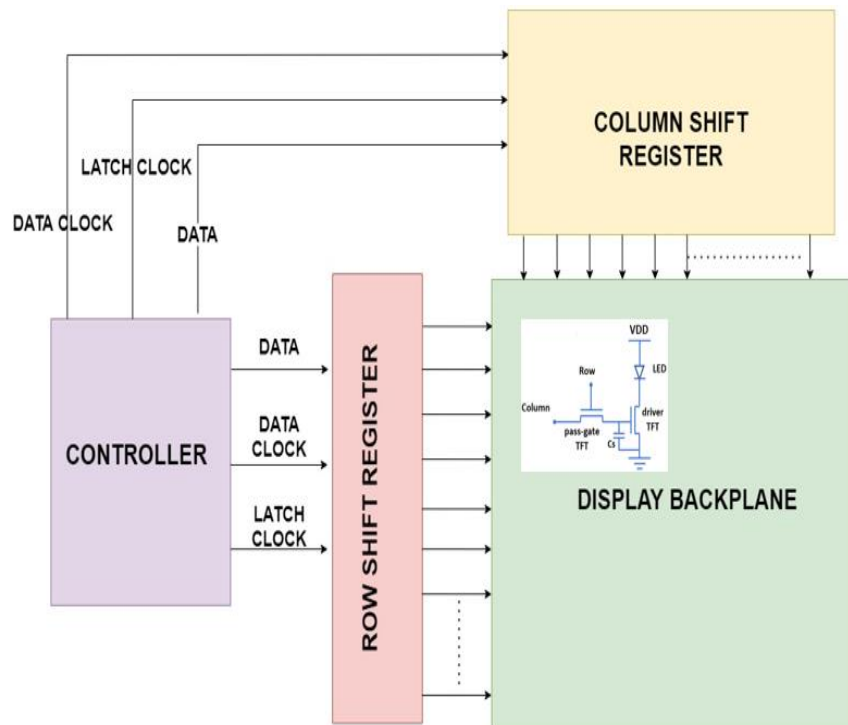 COLUMN SHIFT
REGISTER
LATCH CLOCK
DATA CLOCK
DATA
CONTROLLER
DATA
DATA
CLOCK
LATCH
CLOCK
ROW SHIFT REGISTER
VDD
LED
Row
Column
driver
TFT
pass-gate
TFT
Cs
DISPLAY BACKPLANE